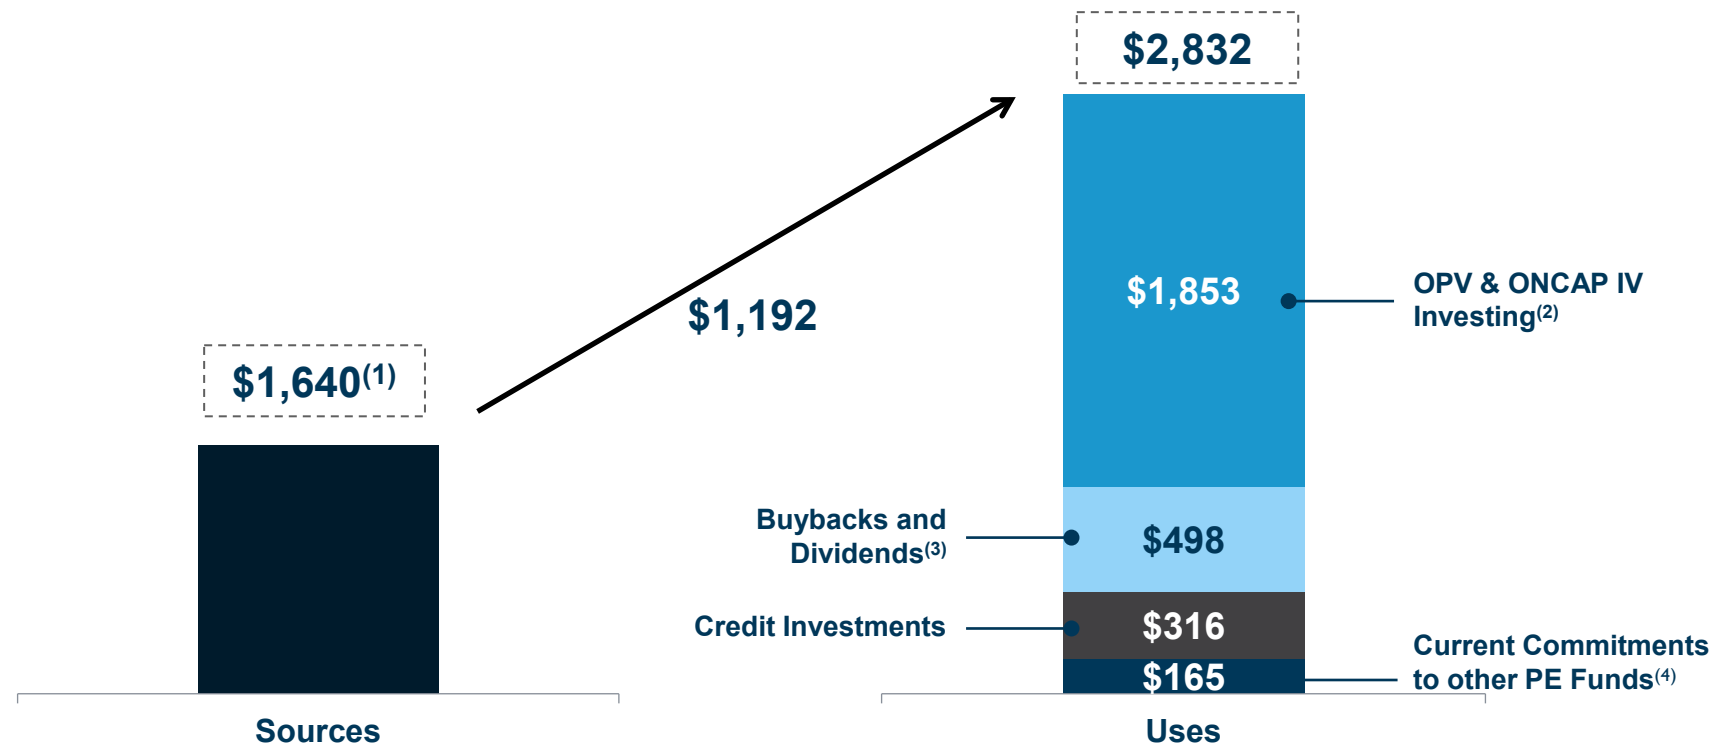 $2,832
$1,853
OPV & ONCAP IV
Investing(2)
$1,192
$1,640(1)
Buybacks and
Dividends(3)
$498
Credit Investments
$316
Current Commitments
to other PE Funds(4)
$165
Sources
Uses